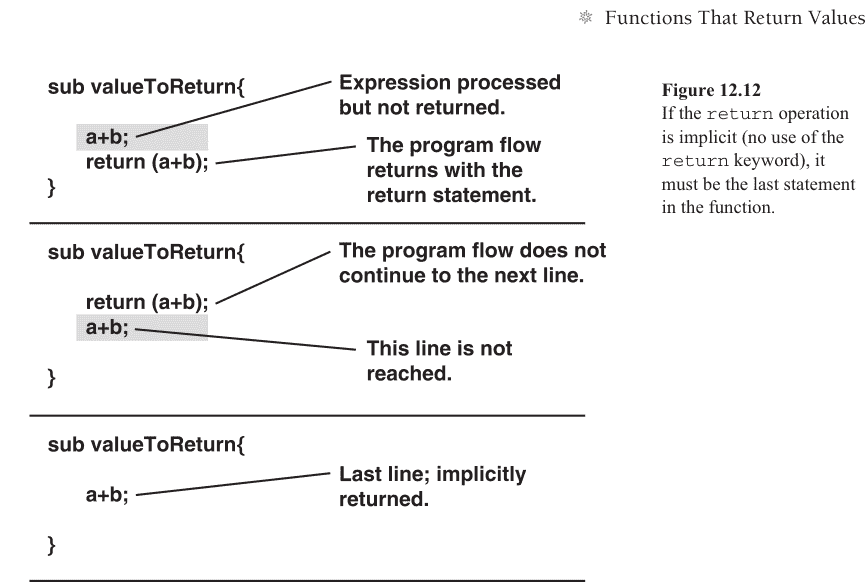 Functions That Return Values
sub valueToReturn{
Expression processed
but not returned.
a+b;
return (a+b);
The program flow
returns with the
return statement.
}
Figure 12.12
If the return operation
is implicit (no use of the
return keyword), it
must be the last statement
in the function.
sub valueToReturn{
The program flow does not
continue to the next line.
return (a+b);
a+b;
This line is not
reached.
}
sub valueToReturn{
Last line; implicitly
returned.
a+b;
}